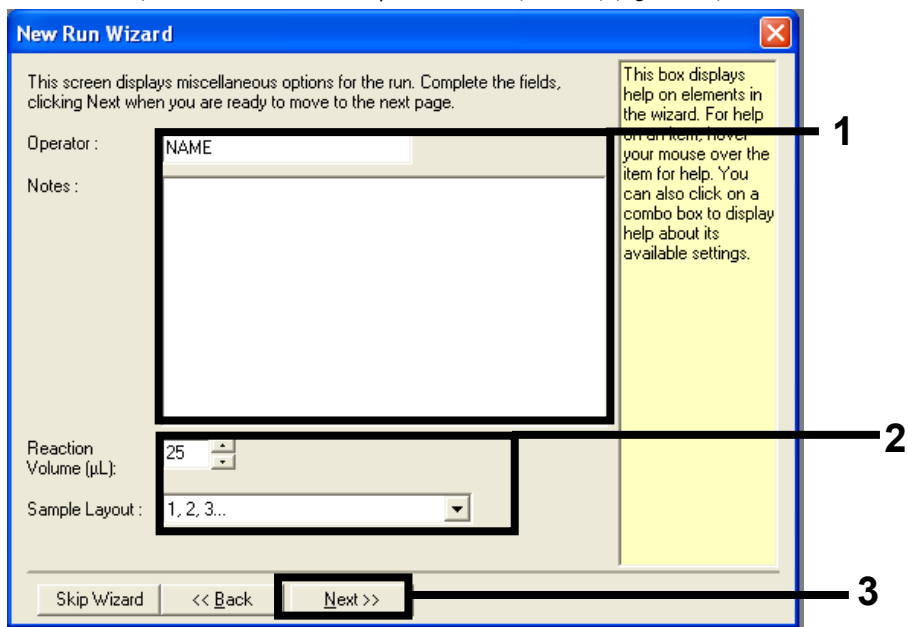 New Run Wizard
This screen displays miscellaneous options for the run. Complete the fields,
clicking Next when you are ready to move to the next page.
This box displays
help on elements in
the wizard. For help
on an item, hover
your mouse over the
item for help. You
can also click on a
combo box to display
help about its
available settings.
1
Operator :
NAME
Notes :
2
Reaction
Volume (µL):
25
Sample Layout :
1, 2, 3...
Skip Wizard
<< Back
Next >>
3